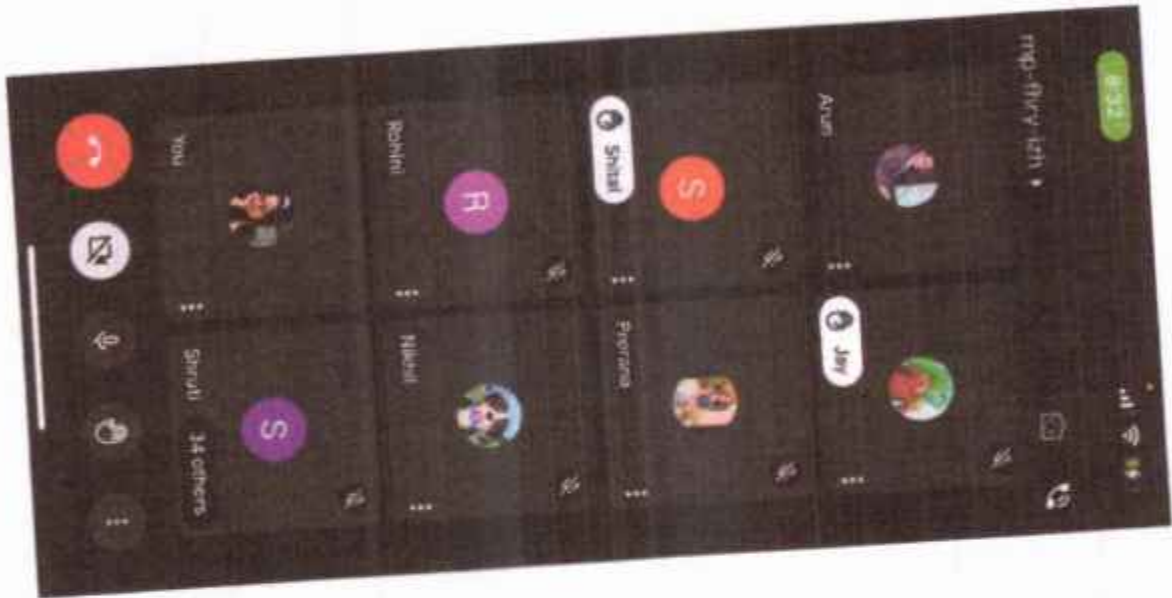 8:32
Arun
Jay
S
Shital
Prerana
R
Rohini
Nikhil
You
S
Shruti
34 others